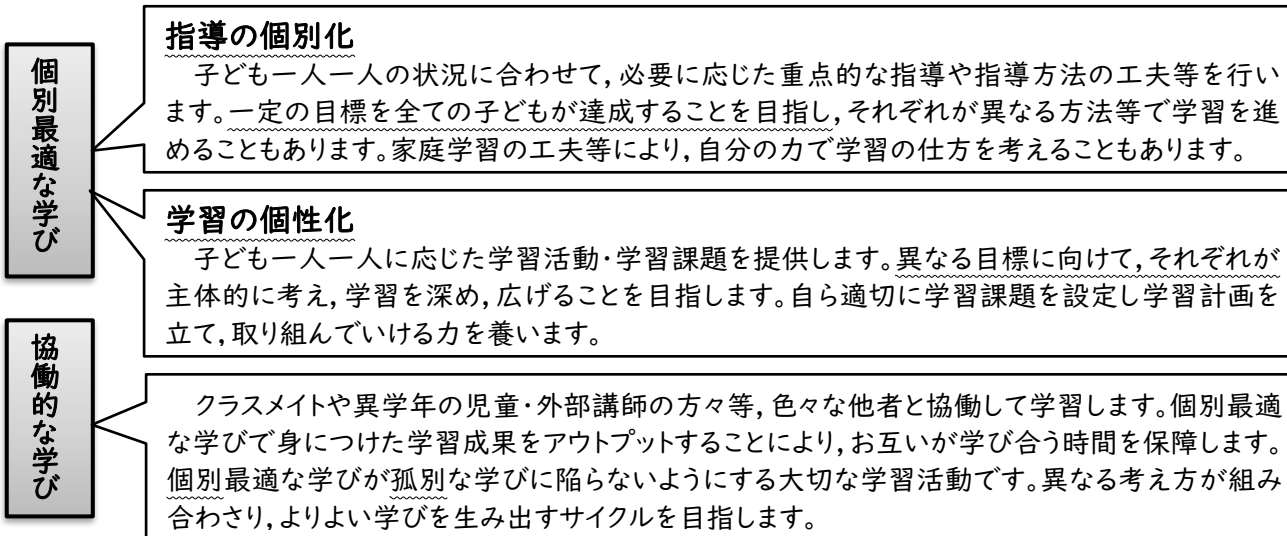 個別最適な学び
指導の個別化
子ども一人一人の状況に合わせて，必要に応じた重点的な指導や指導方法の工夫等を行い
ます。一定の目標を全ての子どもが達成することを目指し，それぞれが異なる方法等で学習を進
めることもあります。家庭学習の工夫等により，自分の力で学習の仕方を考えることもあります。
学習の個性化
子ども一人一人に応じた学習活動・学習課題を提供します。異なる目標に向けて，それぞれが
主体的に考え，学習を深め，広げることを目指します。自ら適切に学習課題を設定し学習計画を
立て，取り組んでいける力を養います。
協働的な学び
クラスメイトや異学年の児童・外部講師の方々等，色々な他者と協働して学習します。個別最適
な学びで身につけた学習成果をアウトプットすることにより，お互いが学び合う時間を保障します。
個別最適な学びが孤別な学びに陥らないようにする大切な学習活動です。異なる考え方が組み
合わさり，よりよい学びを生み出すサイクルを目指します。